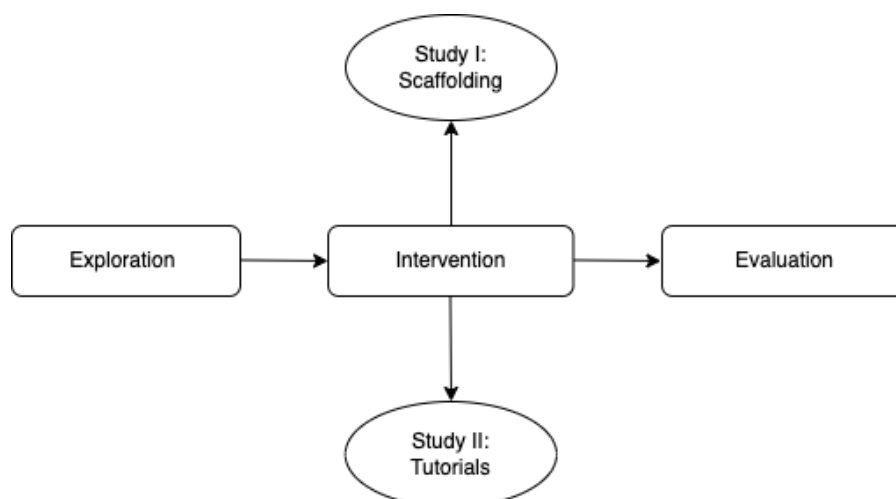 Study I:
Scaffolding
Exploration
Intervention
Evaluation
Study II:
Tutorials